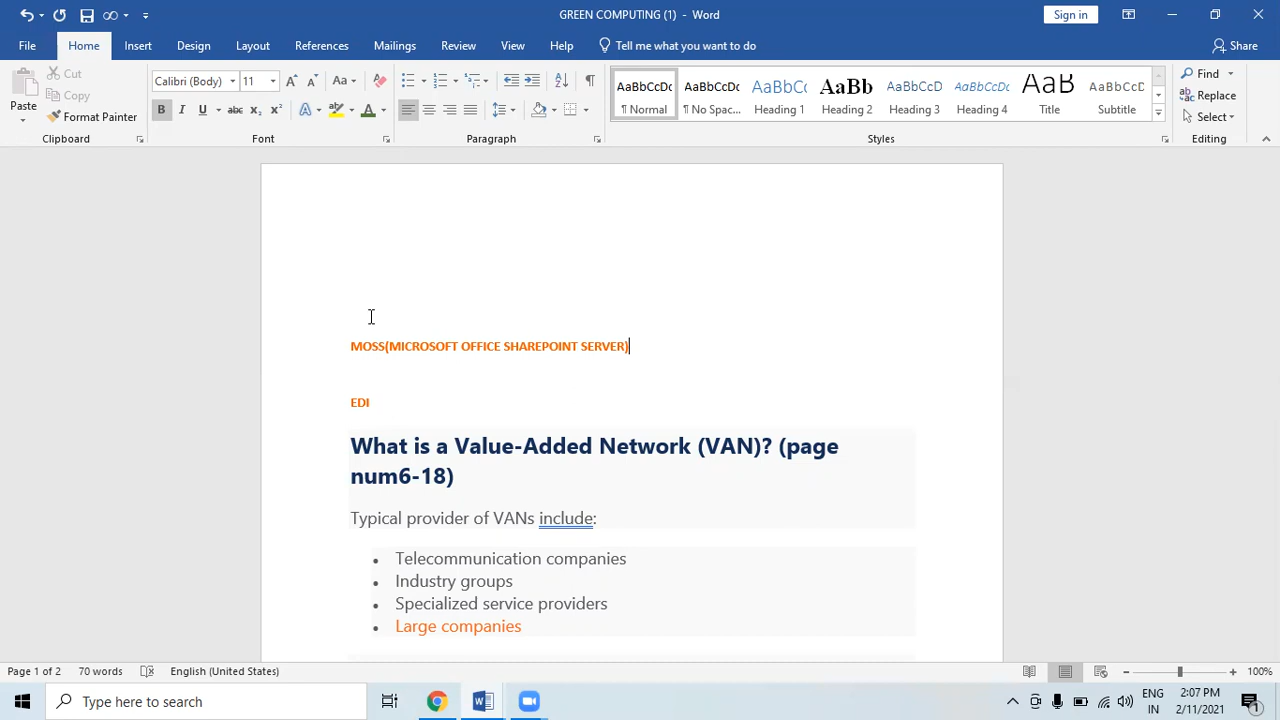 GREEN COMPUTING (1) - Word
Sign in
File Home Insert Design Layout References Mailings Review View Help Tell me what you want to do Share
Paste
Cut
Copy
Format Painter
Clipboard
Calibri (Body) 11
Font
Paragraph
AaBbCcDc AaBbCcDc AaBbCc AaBb AaBbCcD AaBbCcDc AaB AaBbCcD
¶ Normal ¶ No Spac... Heading 1 Heading 2 Heading 3 Heading 4 Title Subtitle
Styles
Find
Replace
Select
Editing
MOSS(MICROSOFT OFFICE SHAREPOINT SERVER)
EDI
What is a Value-Added Network (VAN)? (page
num6-18)
Typical provider of VANs include:
• Telecommunication companies
• Industry groups
• Specialized service providers
• Large companies
Page 1 of 2 70 words English (United States) 100%
Type here to search
ENG
IN
2:07 PM
2/11/2021